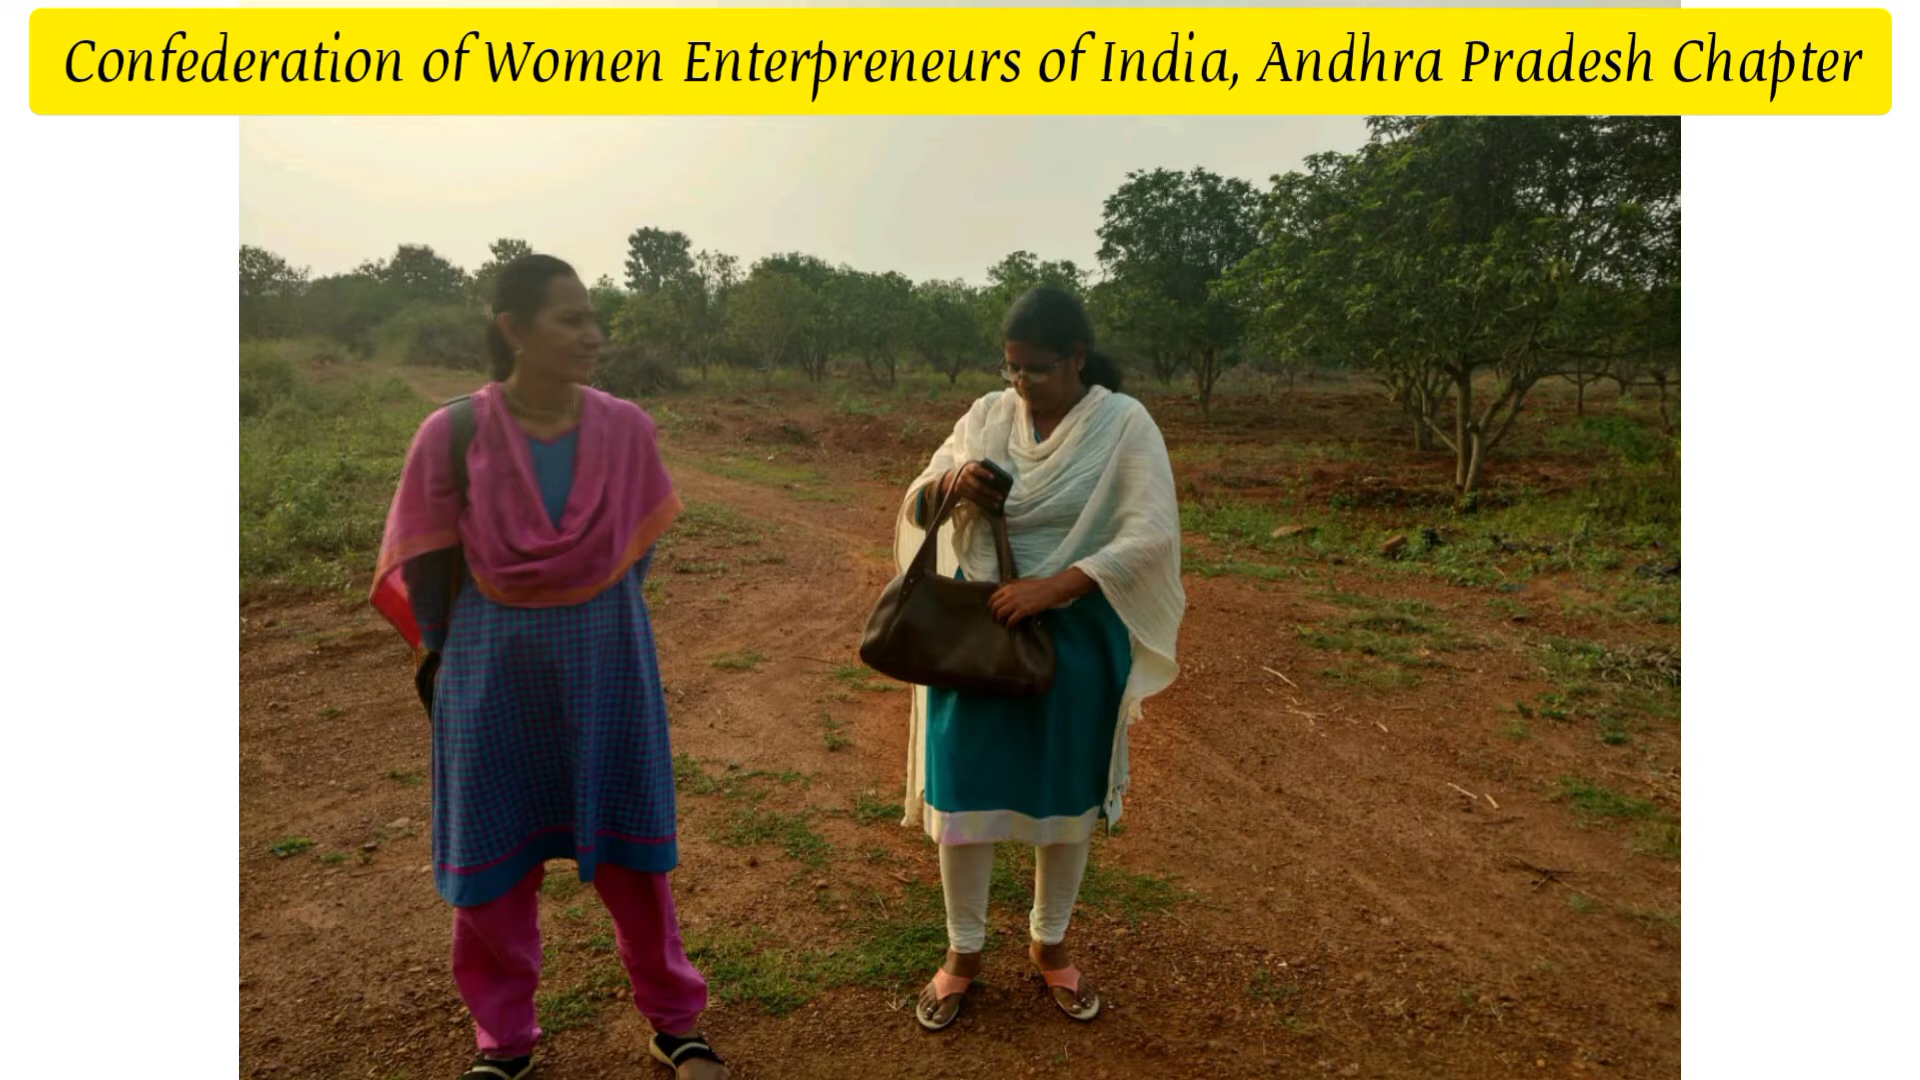 Confederation of Women Enterpreneurs of India, Andhra Pradesh Chapter